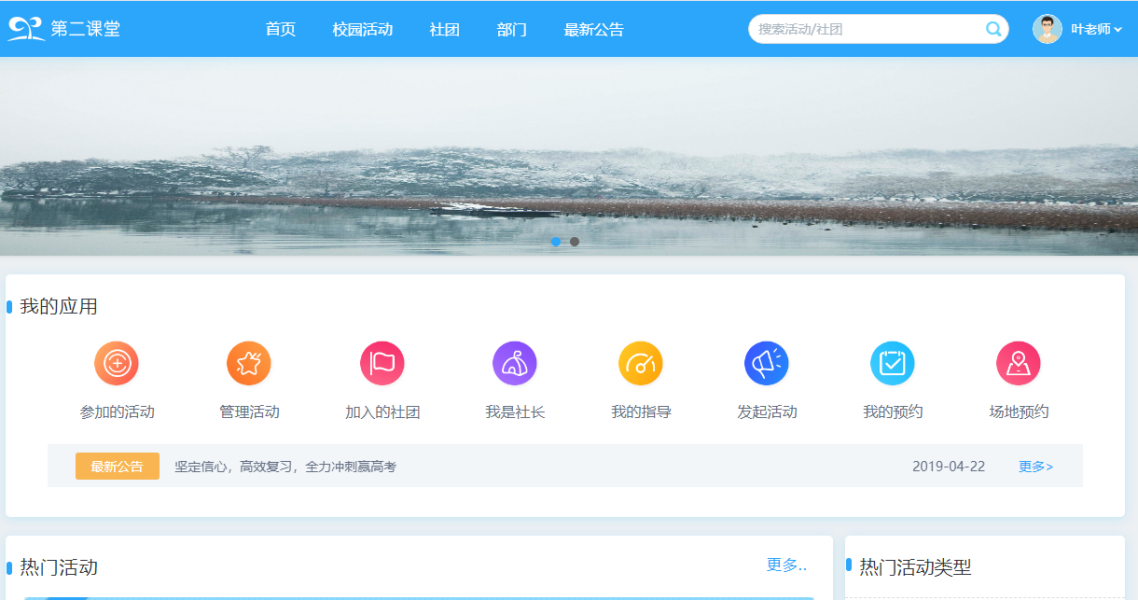 第二课堂 首页 校园活动 社团 部门 最新公告 搜索活动/社团 叶老师
我的应用
参加的活动 管理活动 加入的社团 我是社长 我的指导 发起活动 我的预约 场地预约
最新公告 坚定信心，高效复习，全力冲刺赢高考 2019-04-22 更多>
热门活动 更多.. 热门活动类型